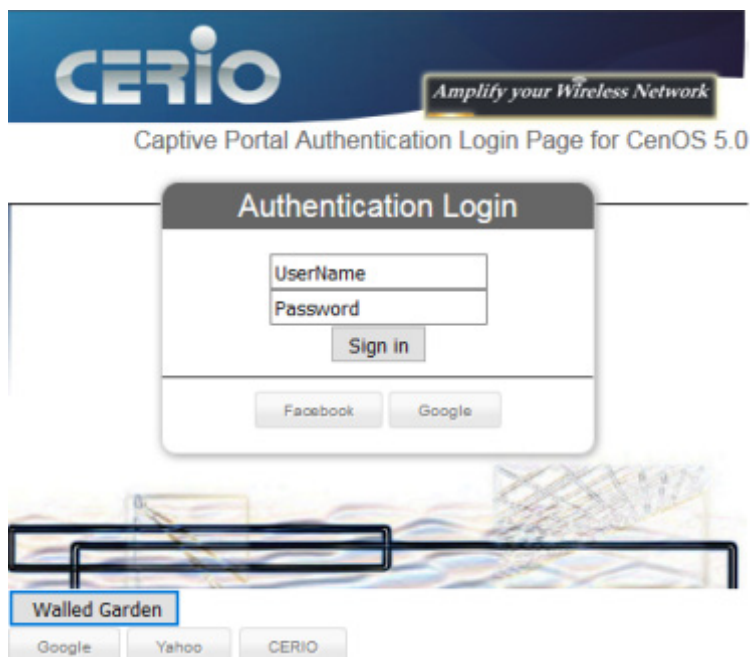 CERIO
Amplify your Wireless Network
Captive Portal Authentication Login Page for CenOS 5.0
Authentication Login
UserName
Password
Sign in
Facebook Google
Walled Garden
Google Yahoo CERIO